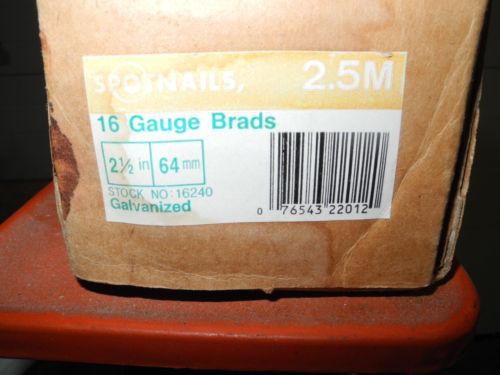 SPOTNAILS, 2.5M
16 Gauge Brads
2½ in 64 mm
STOCK NO:16240
Galvanized
0 76543 22012